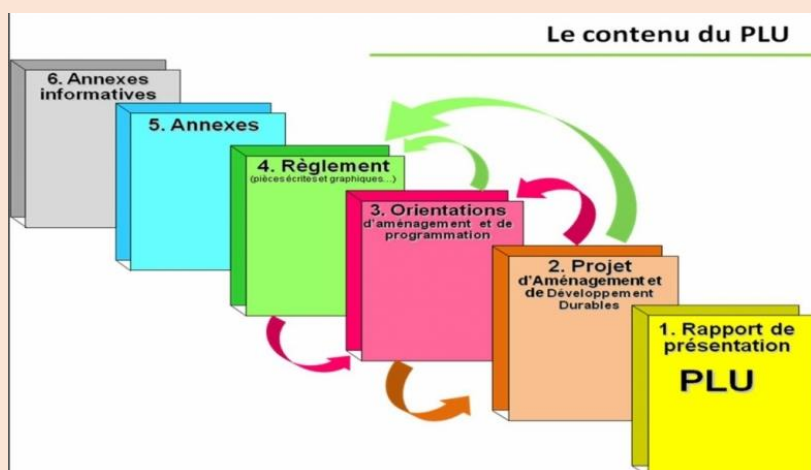 Le contenu du PLU
6. Annexes
informatives
5. Annexes
4. Règlement
(pièces écrites et graphiques...)
3. Orientations
d'aménagement et de
programmation
2. Projet
d'Aménagement et
de Développement
Durables
1. Rapport de
présentation
PLU